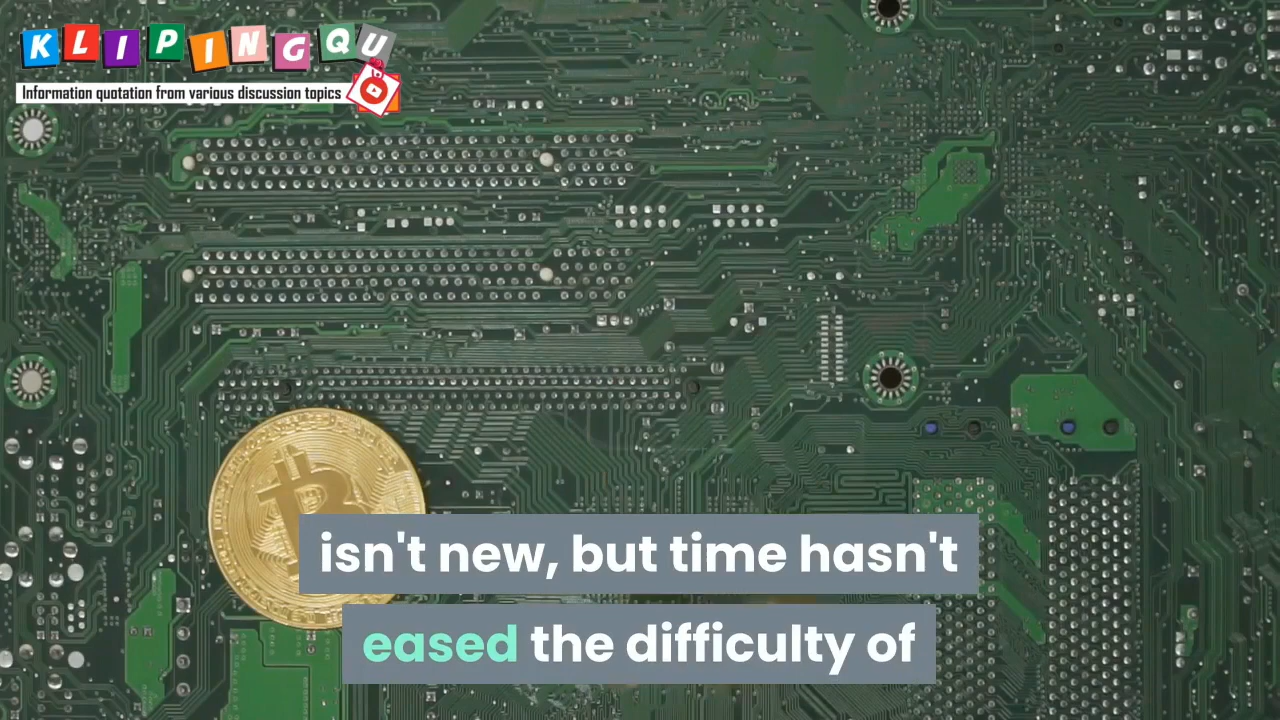 KLIPINGQU
Information quotation from various discussion topics
isn't new, but time hasn't
eased the difficulty of